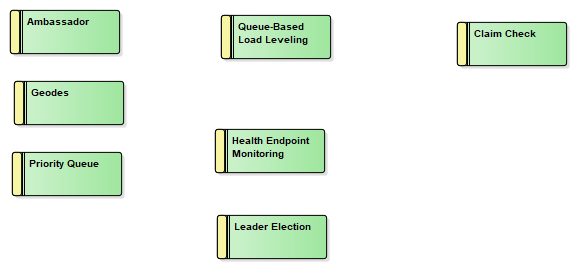 Ambassador
Geodes
Priority Queue
Queue-Based
Load Leveling
Health Endpoint
Monitoring
Leader Election
Claim Check